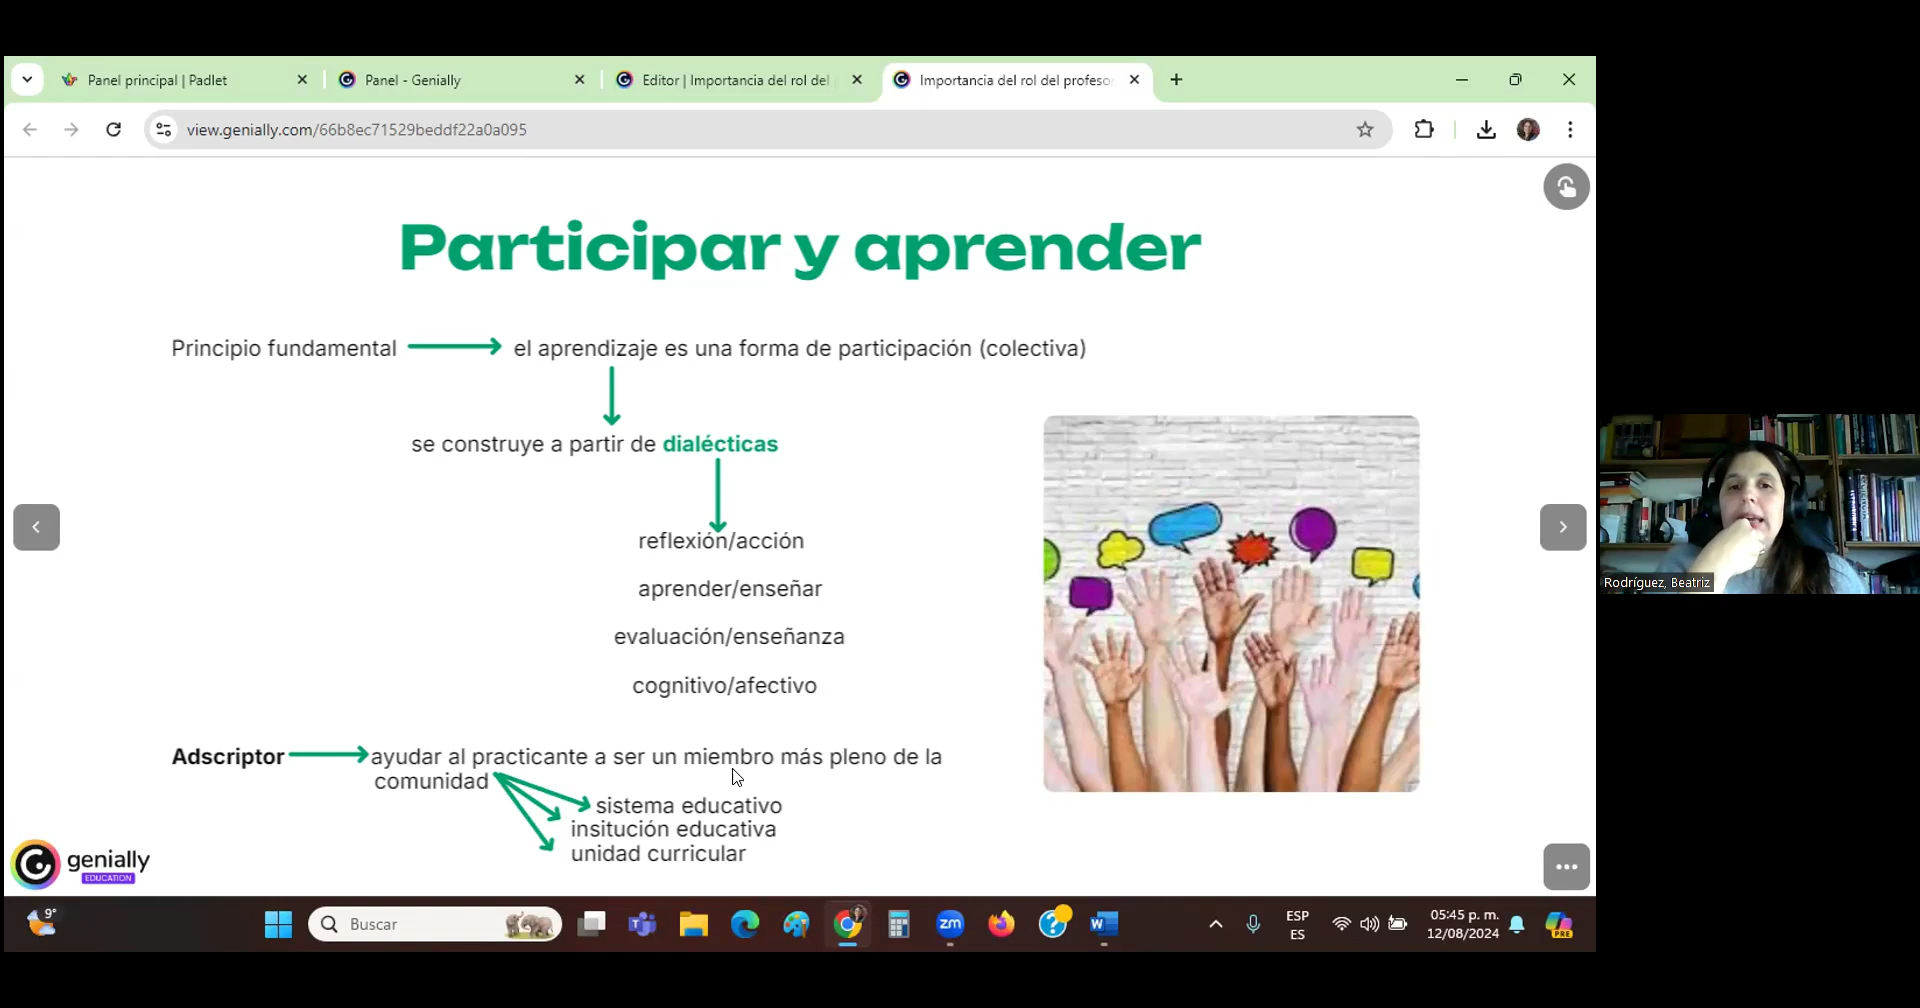 Panel principal | Padlet
Panel - Genially
Editor | Importancia del rol del
Importancia del rol del profeso
view.genially.com/66b8ec71529beddf22a0a095
Participar y aprender
Principio fundamental
el aprendizaje es una forma de participación (colectiva)
se construye a partir de dialécticas
reflexión/acción
aprender/enseñar
evaluación/enseñanza
cognitivo/afectivo
Adscriptor
ayudar al practicante a ser un miembro más pleno de la
comunidad
sistema educativo
insitución educativa
unidad curricular
genially
EDUCATION
Rodríguez, Beatriz
9°
Buscar
zm
W
ESP
ES
05:45 p. m.
12/08/2024
PRE